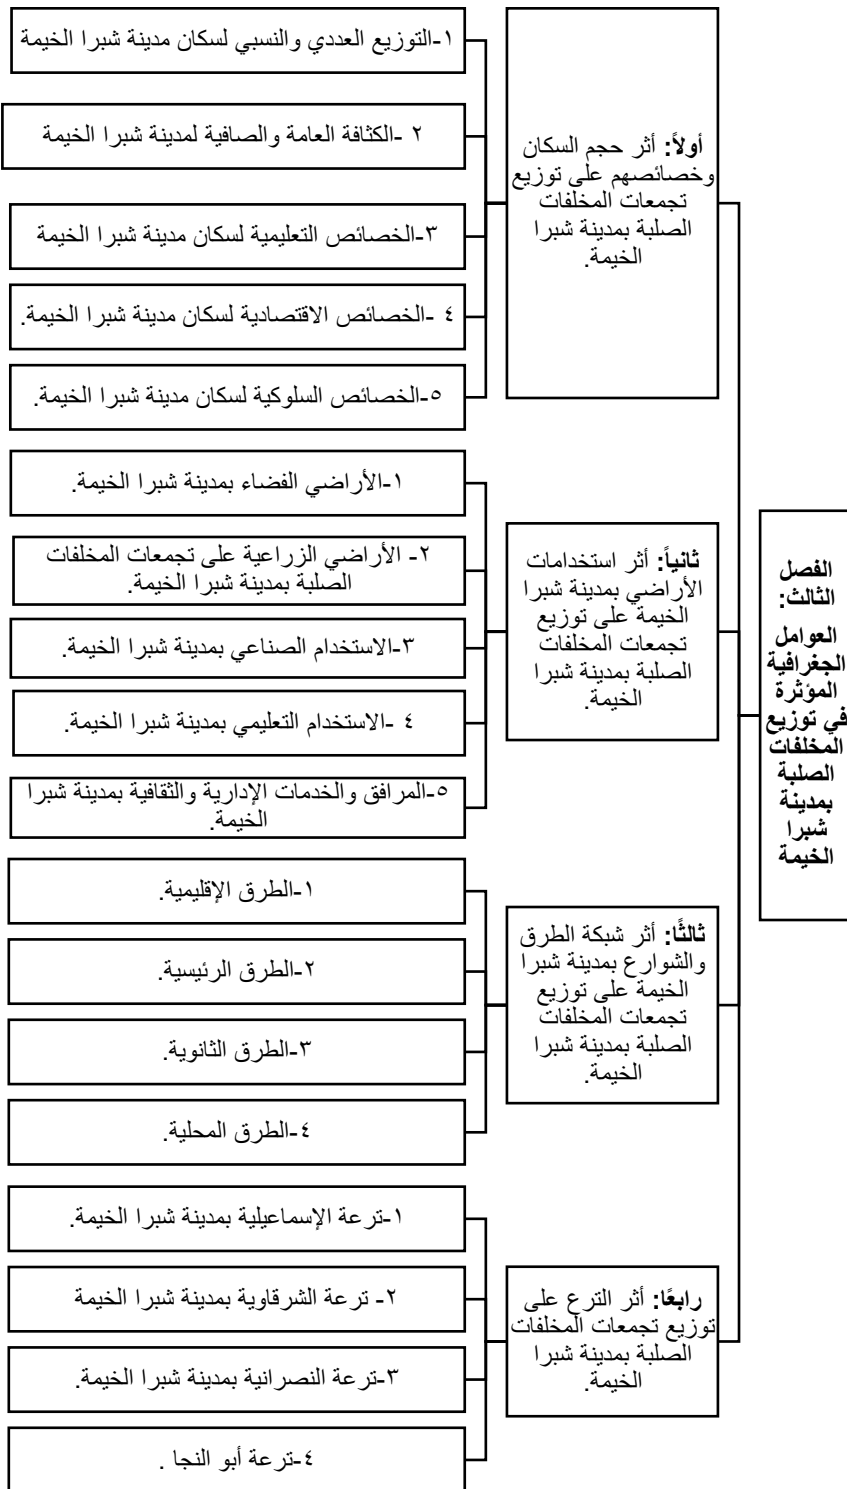 الفصل
الثالث:
العوامل
الجغرافية
المؤثرة
في توزيع
المخلفات
الصلبة
بمدينة
شبرا
الخيمة
أولاً: أثر حجم السكان
وخصائصهم على توزيع
تجمعات المخلفات
الصلبة بمدينة شبرا
الخيمة.
١-التوزيع العددي والنسبي لسكان مدينة شبرا الخيمة
٢ -الكثافة العامة والصافية لمدينة شبرا الخيمة
٣-الخصائص التعليمية لسكان مدينة شبرا الخيمة
٤ -الخصائص الاقتصادية لسكان مدينة شبرا الخيمة.
٥-الخصائص السلوكية لسكان مدينة شبرا الخيمة.
ثانياً: أثر استخدامات
الأراضي بمدينة شبرا
الخيمة على توزيع
تجمعات المخلفات
الصلبة بمدينة شبرا
الخيمة.
١-الأراضي الفضاء بمدينة شبرا الخيمة.
٢- الأراضي الزراعية على تجمعات المخلفات
الصلبة بمدينة شبرا الخيمة.
٣-الاستخدام الصناعي بمدينة شبرا الخيمة.
٤ -الاستخدام التعليمي بمدينة شبرا الخيمة.
٥-المرافق والخدمات الإدارية والثقافية بمدينة شبرا
الخيمة.
ثالثًا: أثر شبكة الطرق
والشوارع بمدينة شبرا
الخيمة على توزيع
تجمعات المخلفات
الصلبة بمدينة شبرا
الخيمة.
١-الطرق الإقليمية.
٢-الطرق الرئيسية.
٣-الطرق الثانوية.
٤-الطرق المحلية.
رابعًا: أثر الترع على
توزيع تجمعات المخلفات
الصلبة بمدينة شبرا
الخيمة.
١-ترعة الإسماعيلية بمدينة شبرا الخيمة.
٢- ترعة الشرقاوية بمدينة شبرا الخيمة
٣-ترعة النصرانية بمدينة شبرا الخيمة.
٤-ترعة أبو النجا .